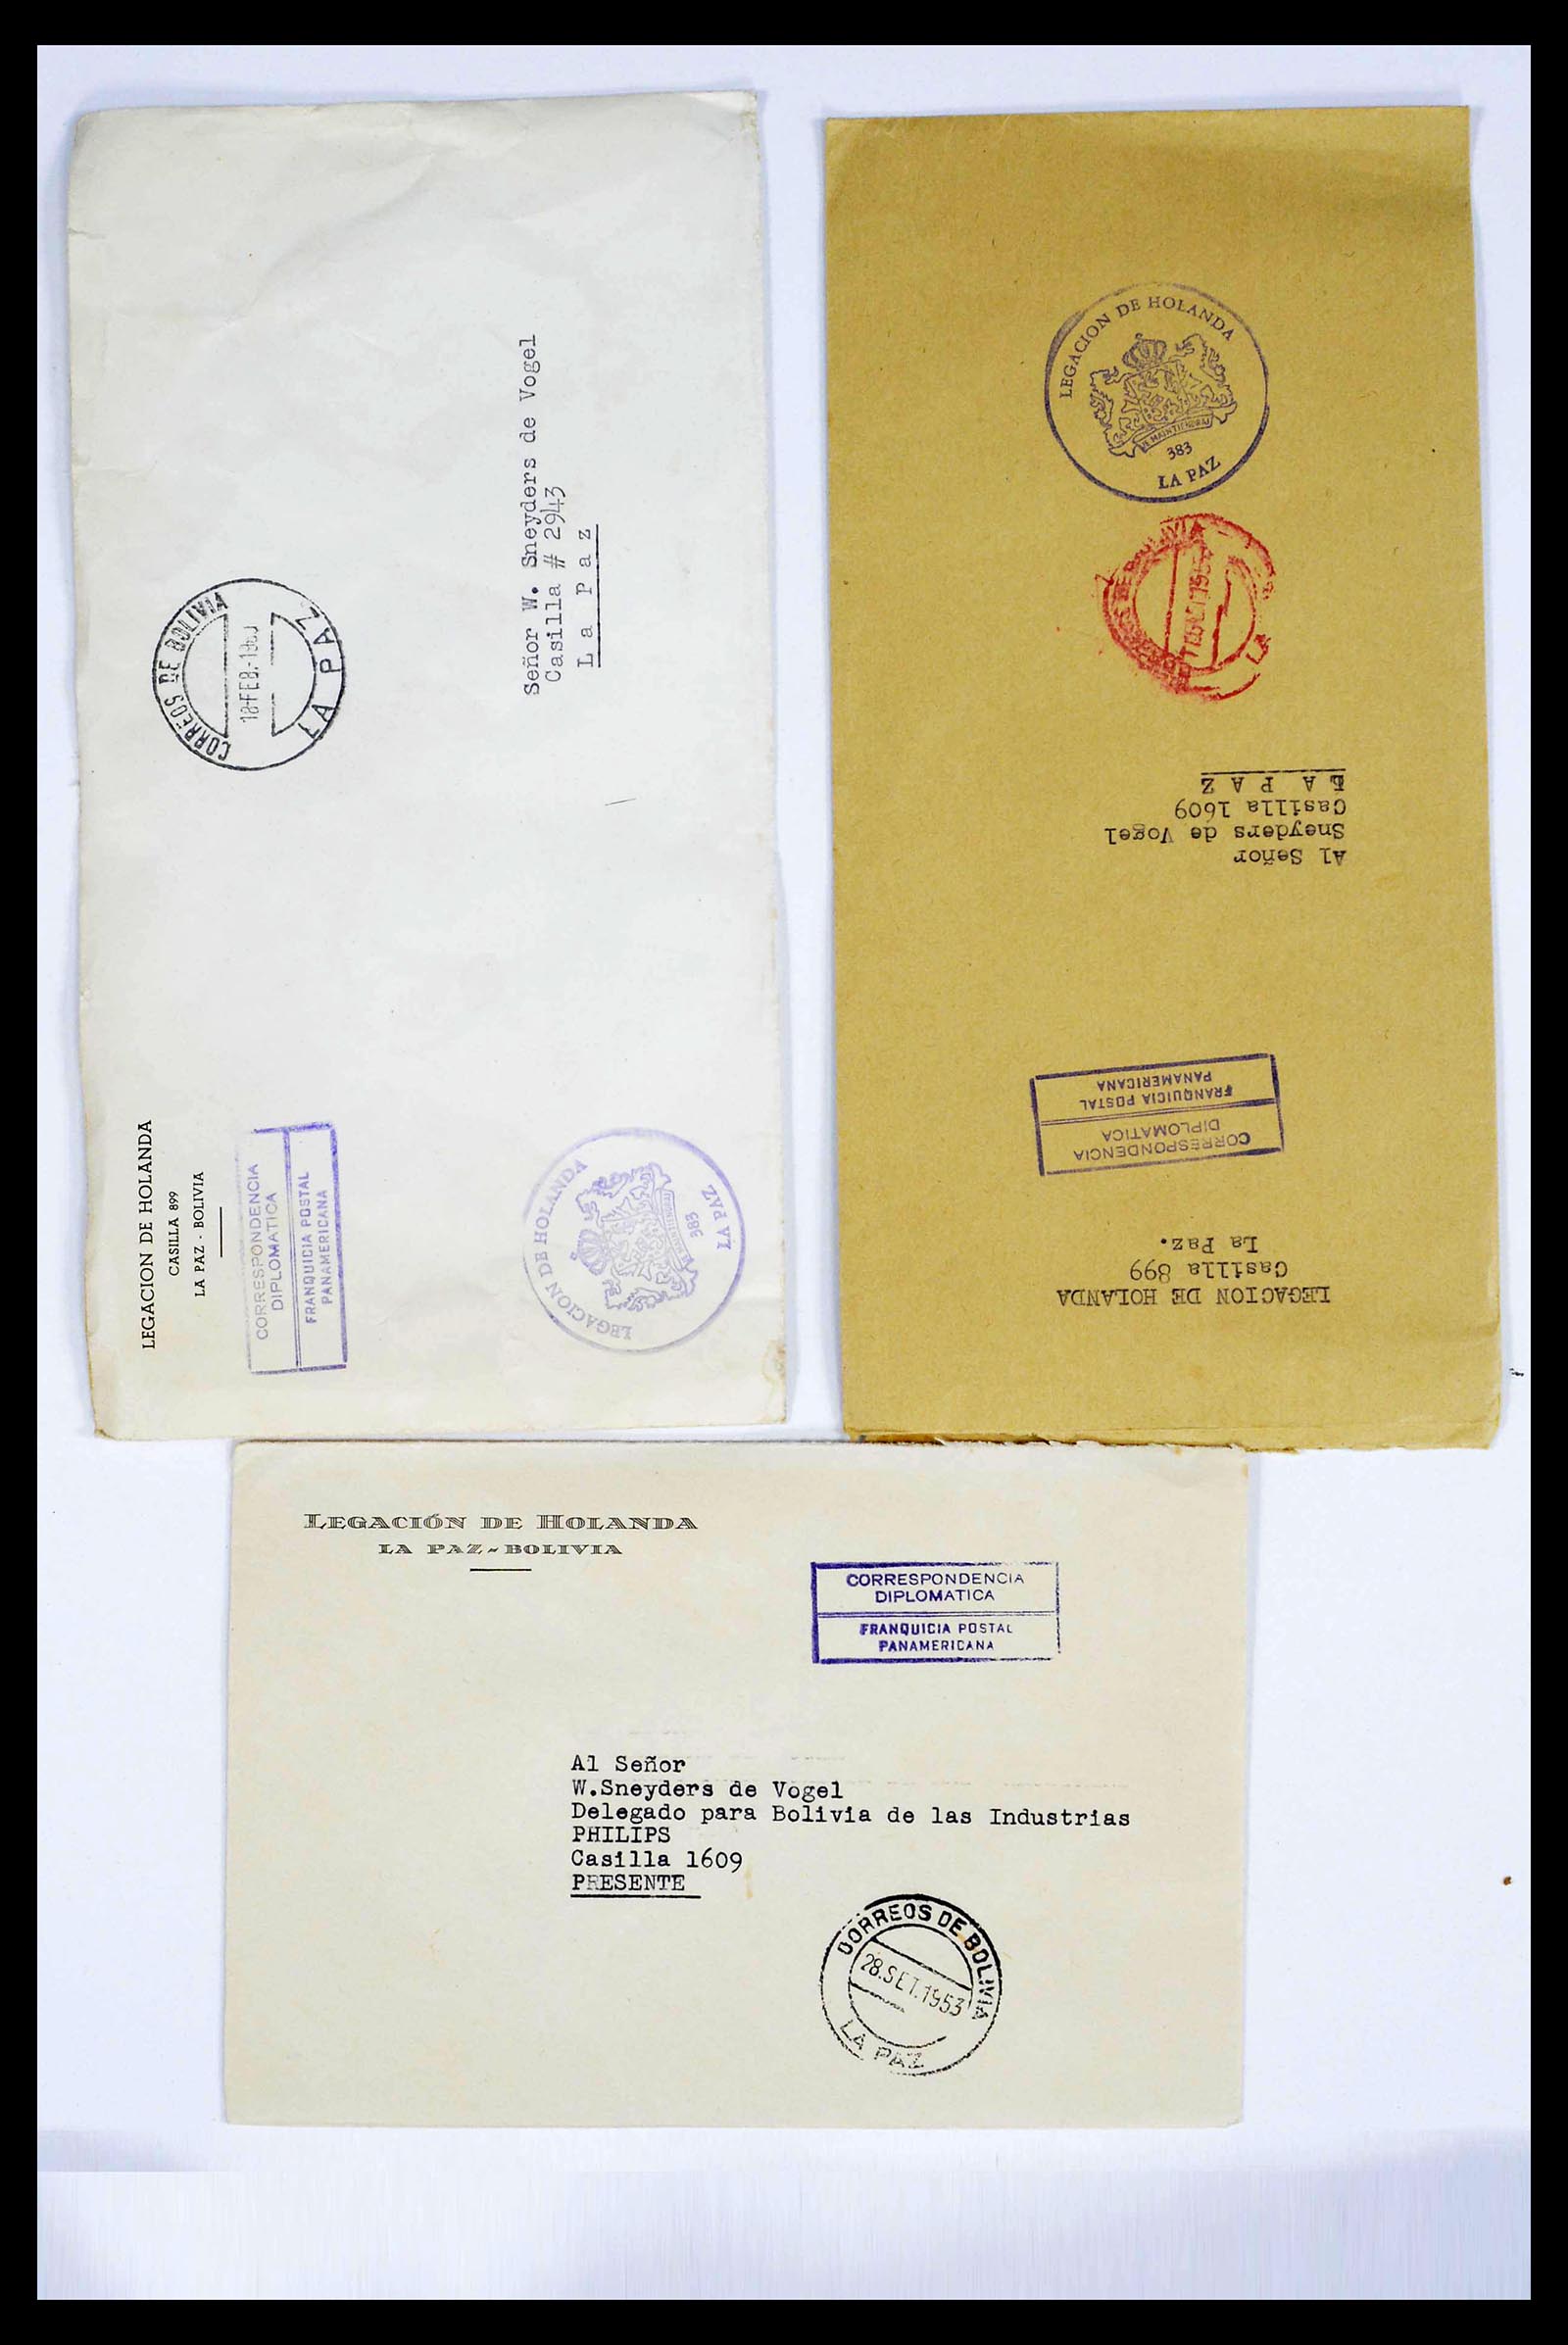 LEGACION DE HOLANDA
CASILLA 899
LA PAZ - BOLIVIA
CORRESPONDENCIA
DIPLOMATICA
FRANQUICIA POSTAL
PANAMERICANA
CORREOS DE BOLIVIA
LA PAZ
Señor W. Sneyders de Vogel
Casilla # 2943
La Paz
LEGACION DE HOLANDA
JE MAINTIENDRAI
383
LA PAZ
LEGACION DE HOLANDA
Casilla 899
La Paz.
CORRESPONDENCIA
DIPLOMATICA
FRANQUICIA POSTAL
PANAMERICANA
Al Señor
Sneyders de Vogel
Casilla 1609
LA PAZ
LEGACION DE HOLANDA
JE MAINTIENDRAI
383
LA PAZ
LEGACIÓN DE HOLANDA
LA PAZ - BOLIVIA
CORRESPONDENCIA
DIPLOMATICA
FRANQUICIA POSTAL
PANAMERICANA
Al Señor
W.Sneyders de Vogel
Delegado para Bolivia de las Industrias
PHILIPS
Casilla 1609
PRESENTE
CORREOS DE BOLIVIA
28.SET.1953
LA PAZ